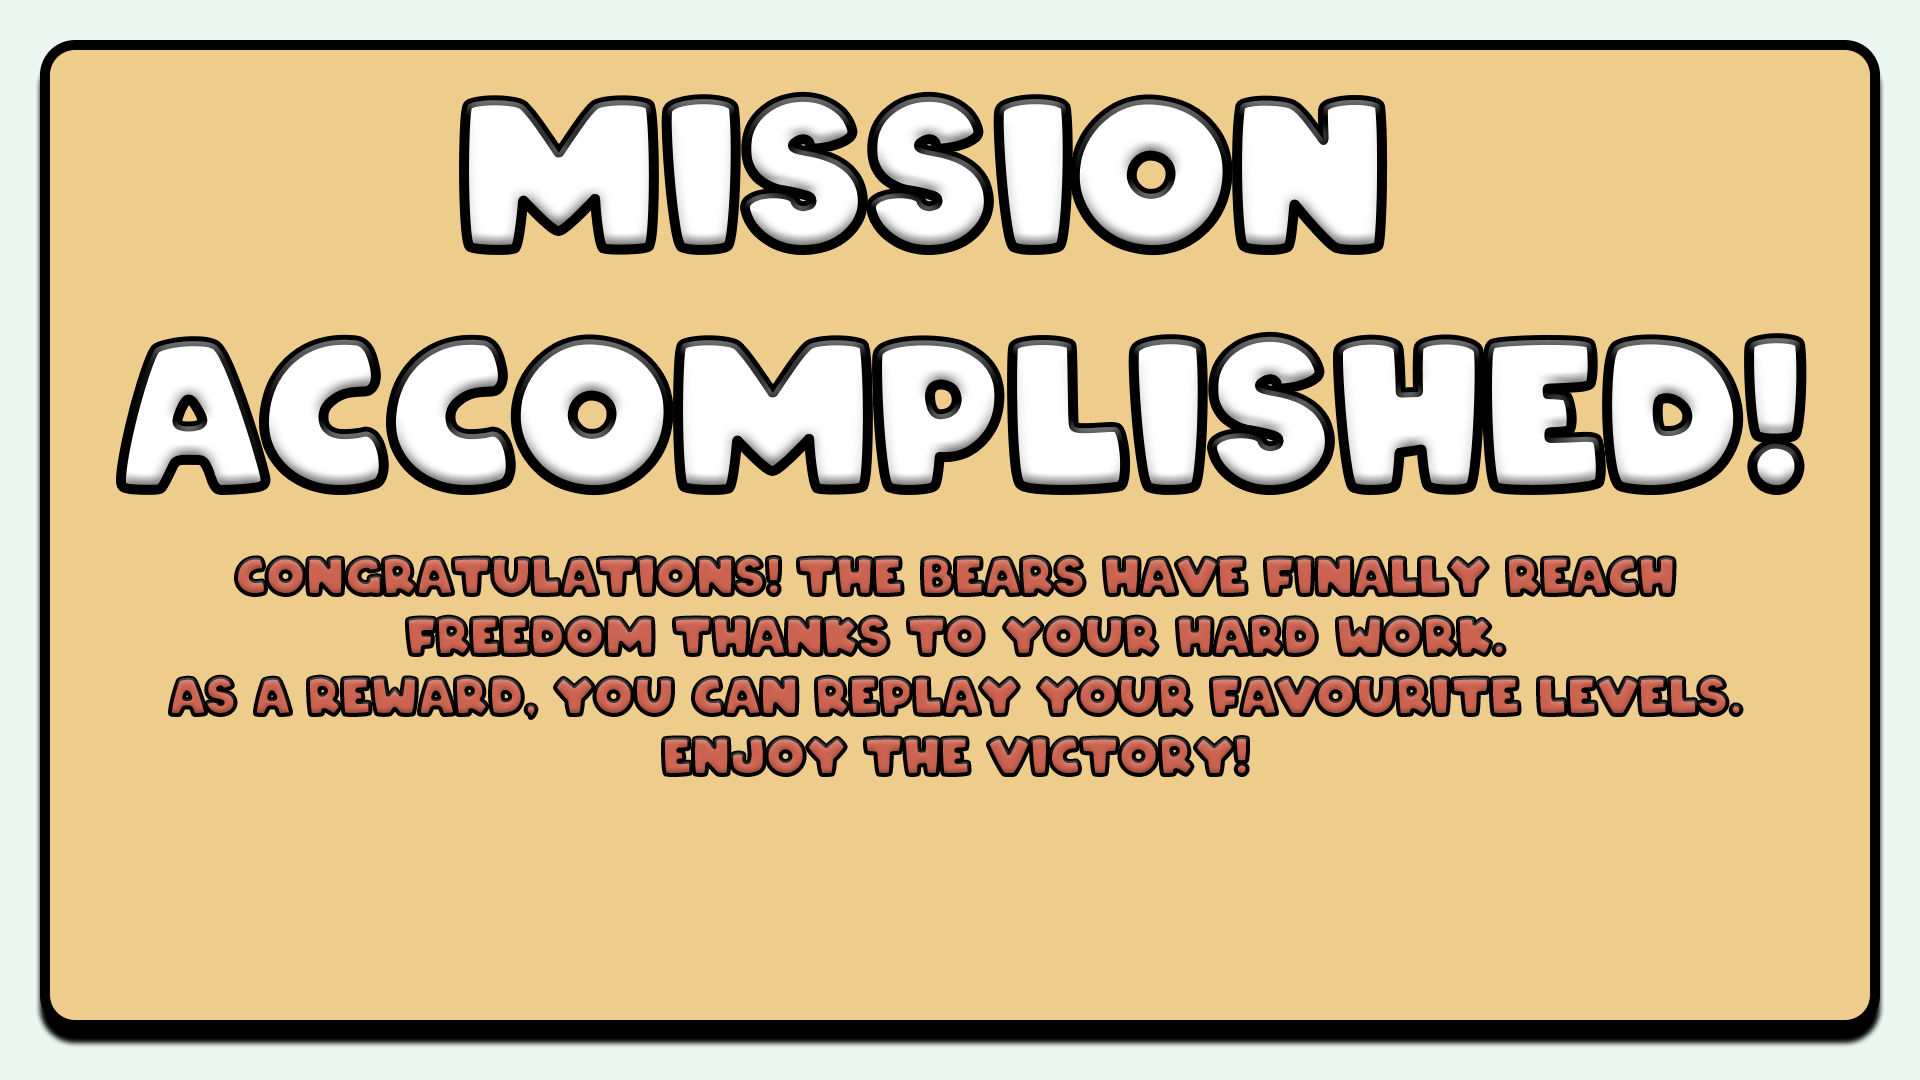 MISSION
ACCOMPLISHED!
CONGRATULATIONS! THE BEARS HAVE FINALLY REACH
FREEDOM THANKS TO YOUR HARD WORK.
AS A REWARD, YOU CAN REPLAY YOUR FAVOURITE LEVELS.
ENJOY THE VICTORY!